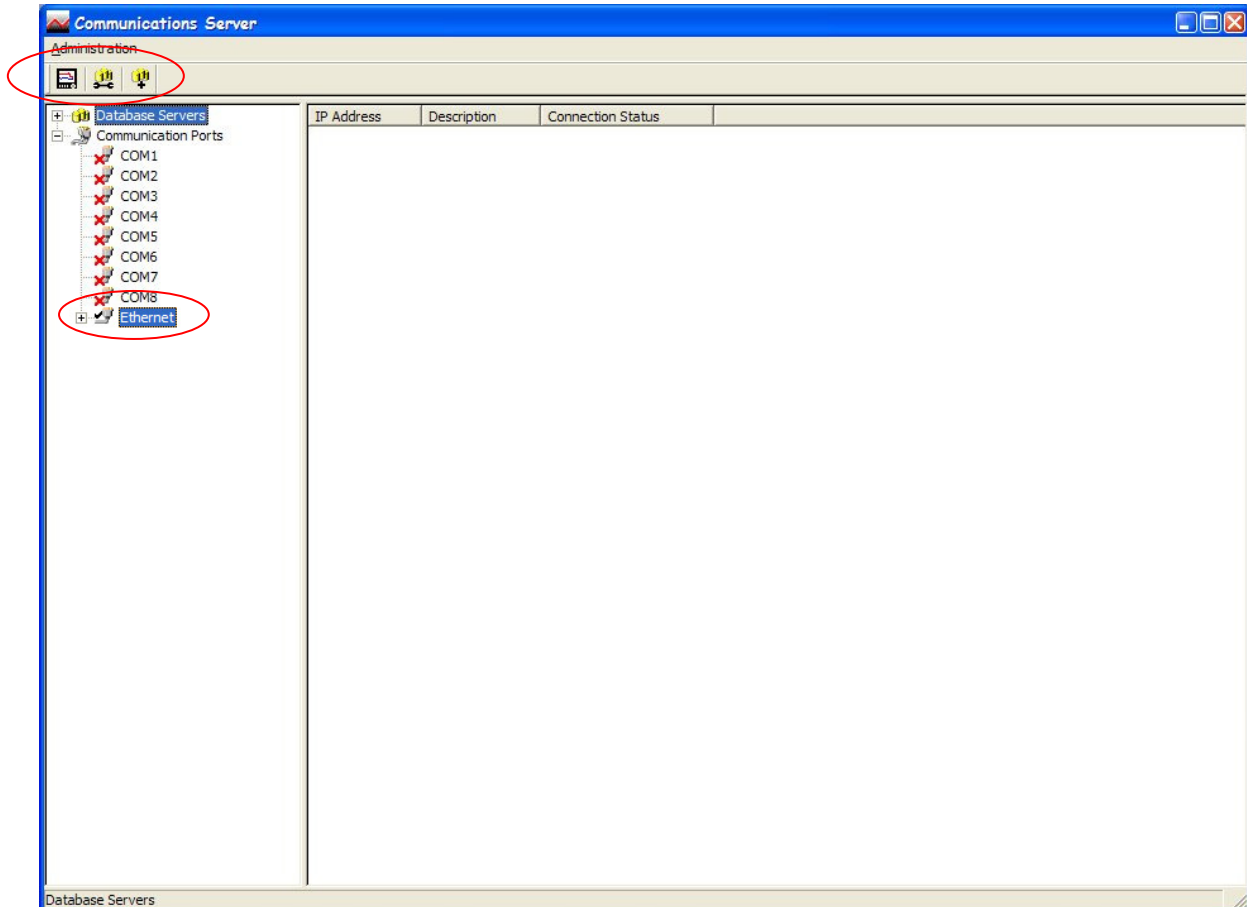 Communications Server
Administration
Database Servers
Communication Ports
COM1
COM2
COM3
COM4
COM5
COM6
COM7
COM8
Ethernet
IP Address Description Connection Status
Database Servers